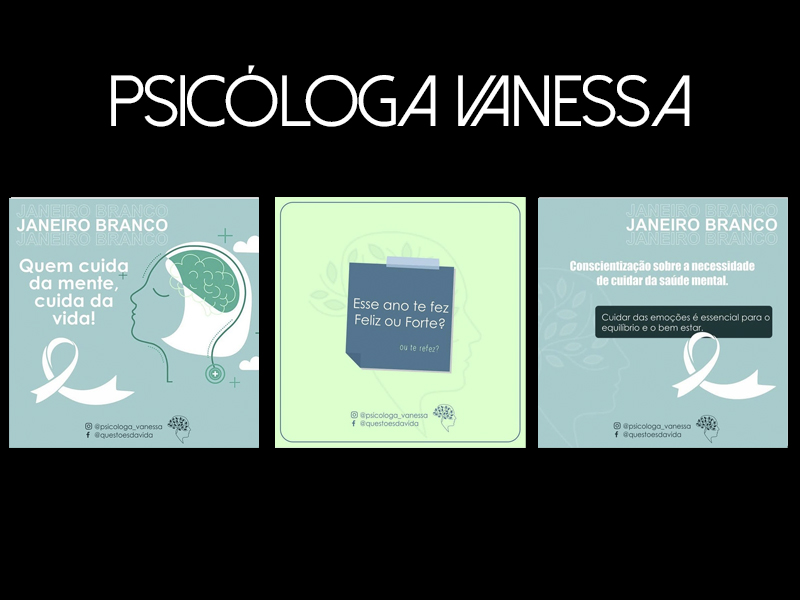 PSICÓLOGA VANESSA
JANEIRO BRANCO
JANEIRO BRANCO
JANEIRO BRANCO
Quem cuida
da mente,
cuida da
vida!
@psicologa_vanessa
@questoesdavida
Esse ano te fez
Feliz ou Forte?
ou te refez?
@psicologa_vanessa
@questoesdavida
JANEIRO BRANCO
JANEIRO BRANCO
JANEIRO BRANCO
Conscientização sobre a necessidade
de cuidar da saúde mental.
Cuidar das emoções é essencial para o
equilíbrio e o bem estar.
@psicologa_vanessa
@questoesdavida